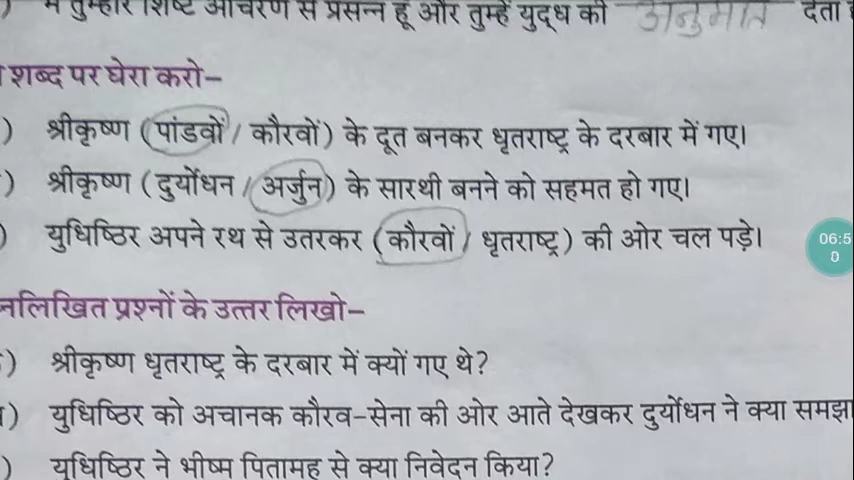 मैं तुम्हारे शिष्ट आचरण से प्रसन्न हूँ और तुम्हें युद्ध की अनुमति देता
शब्द पर घेरा करो–
) श्रीकृष्ण (पांडवों / कौरवों) के दूत बनकर धृतराष्ट्र के दरबार में गए।
) श्रीकृष्ण (दुर्योधन / अर्जुन) के सारथी बनने को सहमत हो गए।
) युधिष्ठिर अपने रथ से उतरकर (कौरवों / धृतराष्ट्र) की ओर चल पड़े।
06:50
नलिखित प्रश्नों के उत्तर लिखो–
) श्रीकृष्ण धृतराष्ट्र के दरबार में क्यों गए थे?
) युधिष्ठिर को अचानक कौरव-सेना की ओर आते देखकर दुर्योधन ने क्या समझा
) युधिष्ठिर ने भीष्म पितामह से क्या निवेदन किया?